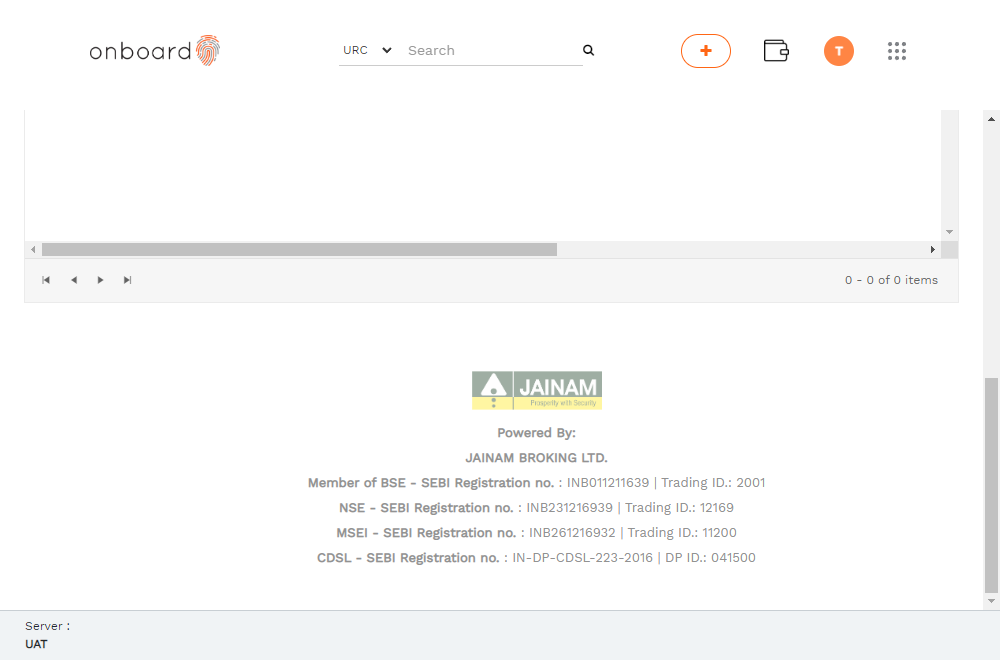 onboard
URC Search
+
T
0 - 0 of 0 items
JAINAM
Prosperity with Security
Powered By:
JAINAM BROKING LTD.
Member of BSE - SEBI Registration no. : INB011211639 | Trading ID.: 2001
NSE - SEBI Registration no. : INB231216939 | Trading ID.: 12169
MSEI - SEBI Registration no. : INB261216932 | Trading ID.: 11200
CDSL - SEBI Registration no. : IN-DP-CDSL-223-2016 | DP ID.: 041500
Server :
UAT